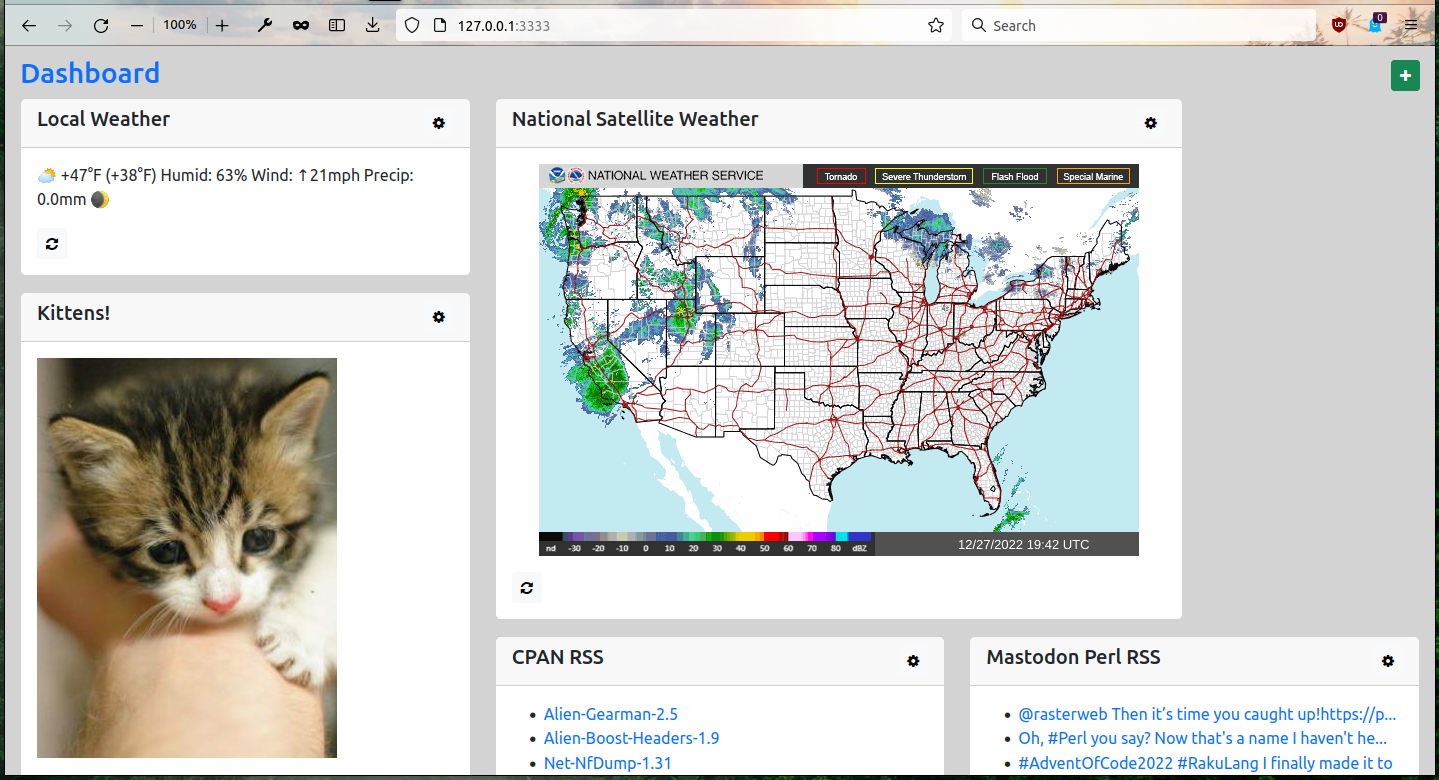 100%
127.0.0.1:3333
Search
0
Dashboard
+
Local Weather
+47°F (+38°F) Humid: 63% Wind: ↑21mph Precip:
0.0mm
Kittens!
National Satellite Weather
NATIONAL WEATHER SERVICE
Tornado
Severe Thunderstorm
Flash Flood
Special Marine
nd -30 -20 -10 0 10 20 30 40 50 60 70 80 dBZ
12/27/2022 19:42 UTC
CPAN RSS
• Alien-Gearman-2.5
• Alien-Boost-Headers-1.9
• Net-NfDump-1.31
Mastodon Perl RSS
• @rasterweb Then it’s time you caught up!https://p...
• Oh, #Perl you say? Now that's a name I haven't he...
• #AdventOfCode2022 #RakuLang I finally made it to